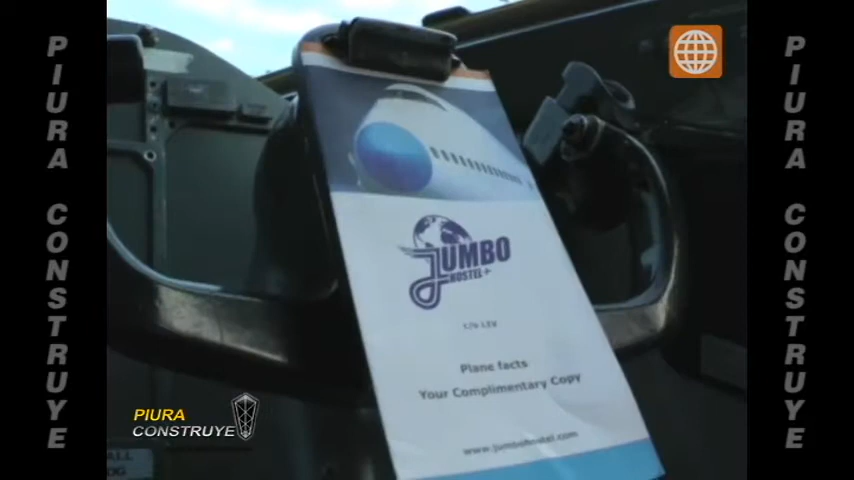 PIURA CONSTRUYE
JUMBO
HOSTEL+
Plane facts
Your Complimentary Copy
www.jumbohostel.com
PIURA
CONSTRUYE
PIURA CONSTRUYE